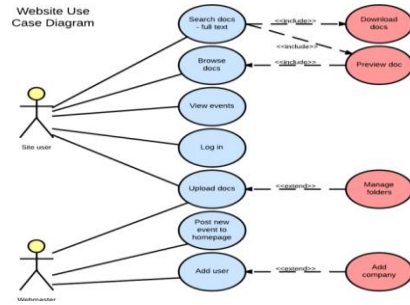 Website Use
Case Diagram
Search docs
- full text
<<include>>
Download
docs
<<include>>
Browse
docs
<<include>>
Preview doc
View events
Site user
Log in
Upload docs
<<extend>>
Manage
folders
Post new
event to
homepage
Add user
<<extend>>
Add
company
Webmaster